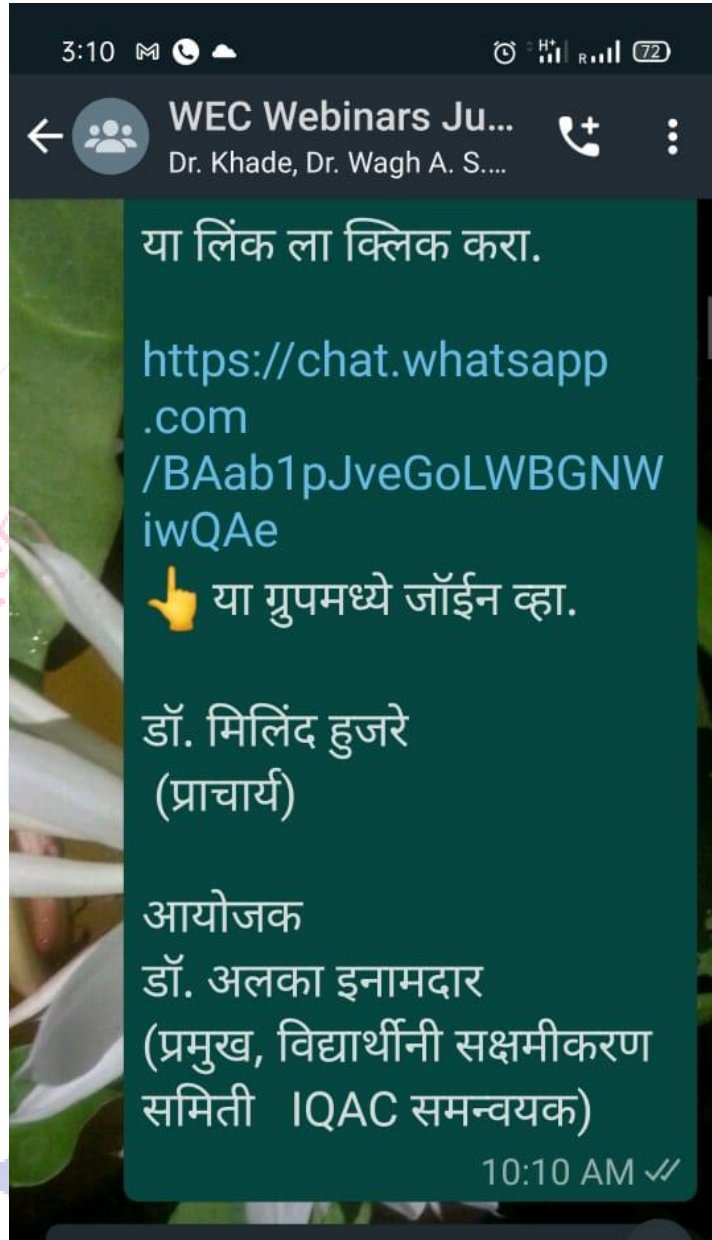 3:10 H+ R 72
WEC Webinars Ju...
Dr. Khade, Dr. Wagh A. S....
या लिंक ला क्लिक करा.
https://chat.whatsapp
.com
/BAab1pJveGoLWBGNW
iwQAe
👆 या ग्रुपमध्ये जॉईन व्हा.
डॉ. मिलिंद हुजरे
(प्राचार्य)
आयोजक
डॉ. अलका इनामदार
(प्रमुख, विद्यार्थीनी सक्षमीकरण
समिती IQAC समन्वयक)
10:10 AM